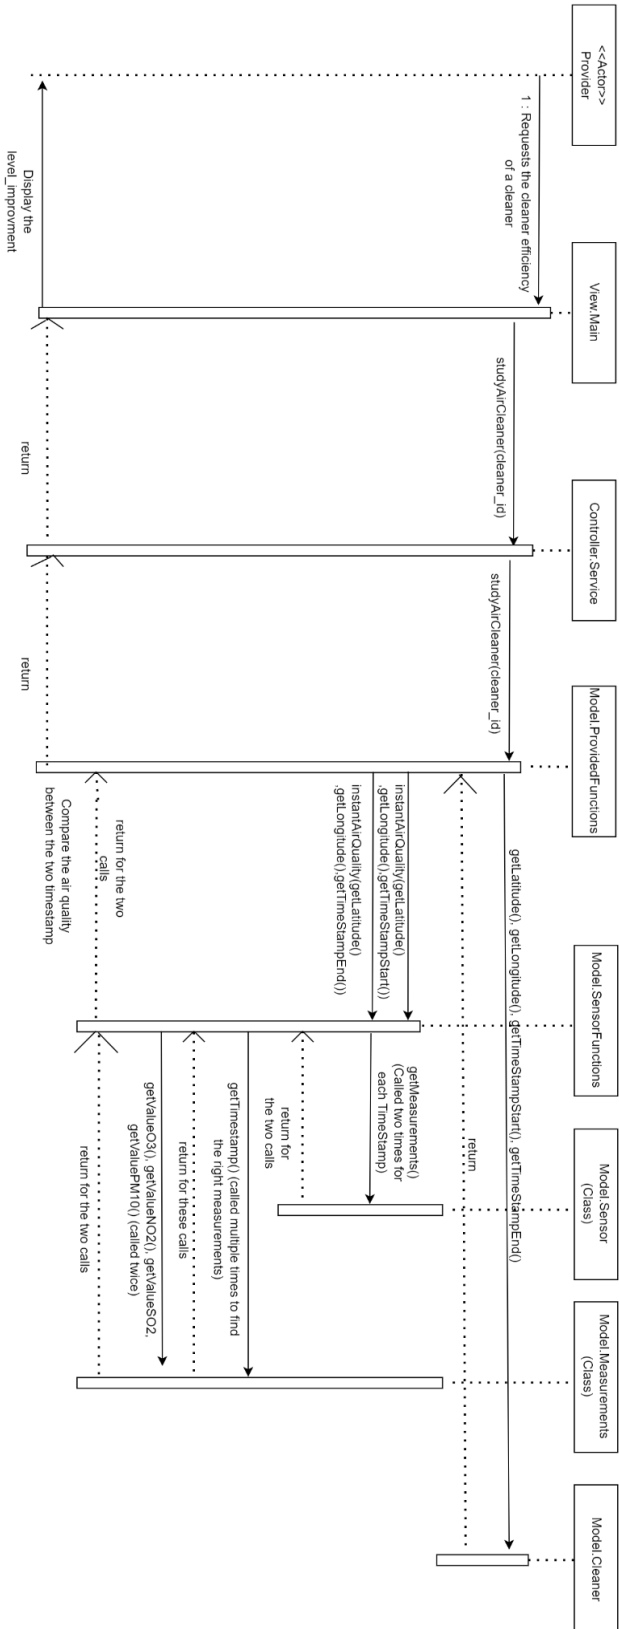 <<Actor>>
Provider
View.Main
Controller.Service
Model.ProvidedFunctions
Model.SensorFunctions
Model.Sensor
(Class)
Model.Measurements
(Class)
Model.Cleaner
1 : Requests the cleaner efficiency
of a cleaner
studyAirCleaner(cleaner_id)
studyAirCleaner(cleaner_id)
getLatitude(), getLongitude(), getTimeStampStart(), getTimeStampEnd()
return
instantAirQuality(getLatitude()
,getLongitude(),getTimeStampStart())
instantAirQuality(getLatitude()
,getLongitude(),getTimeStampEnd())
getMeasurements()
(Called two times for
each TimeStamp)
return for
the two calls
getTimestamp() (called multiple times to find
the right measurements)
return for these calls
getValueO3(), getValueNO2(), getValueSO2,
getValuePM10() (called twice)
return for the two calls
return for the two
calls
Compare the air quality
between the two timestamp
return
return
Display the
level_improvment